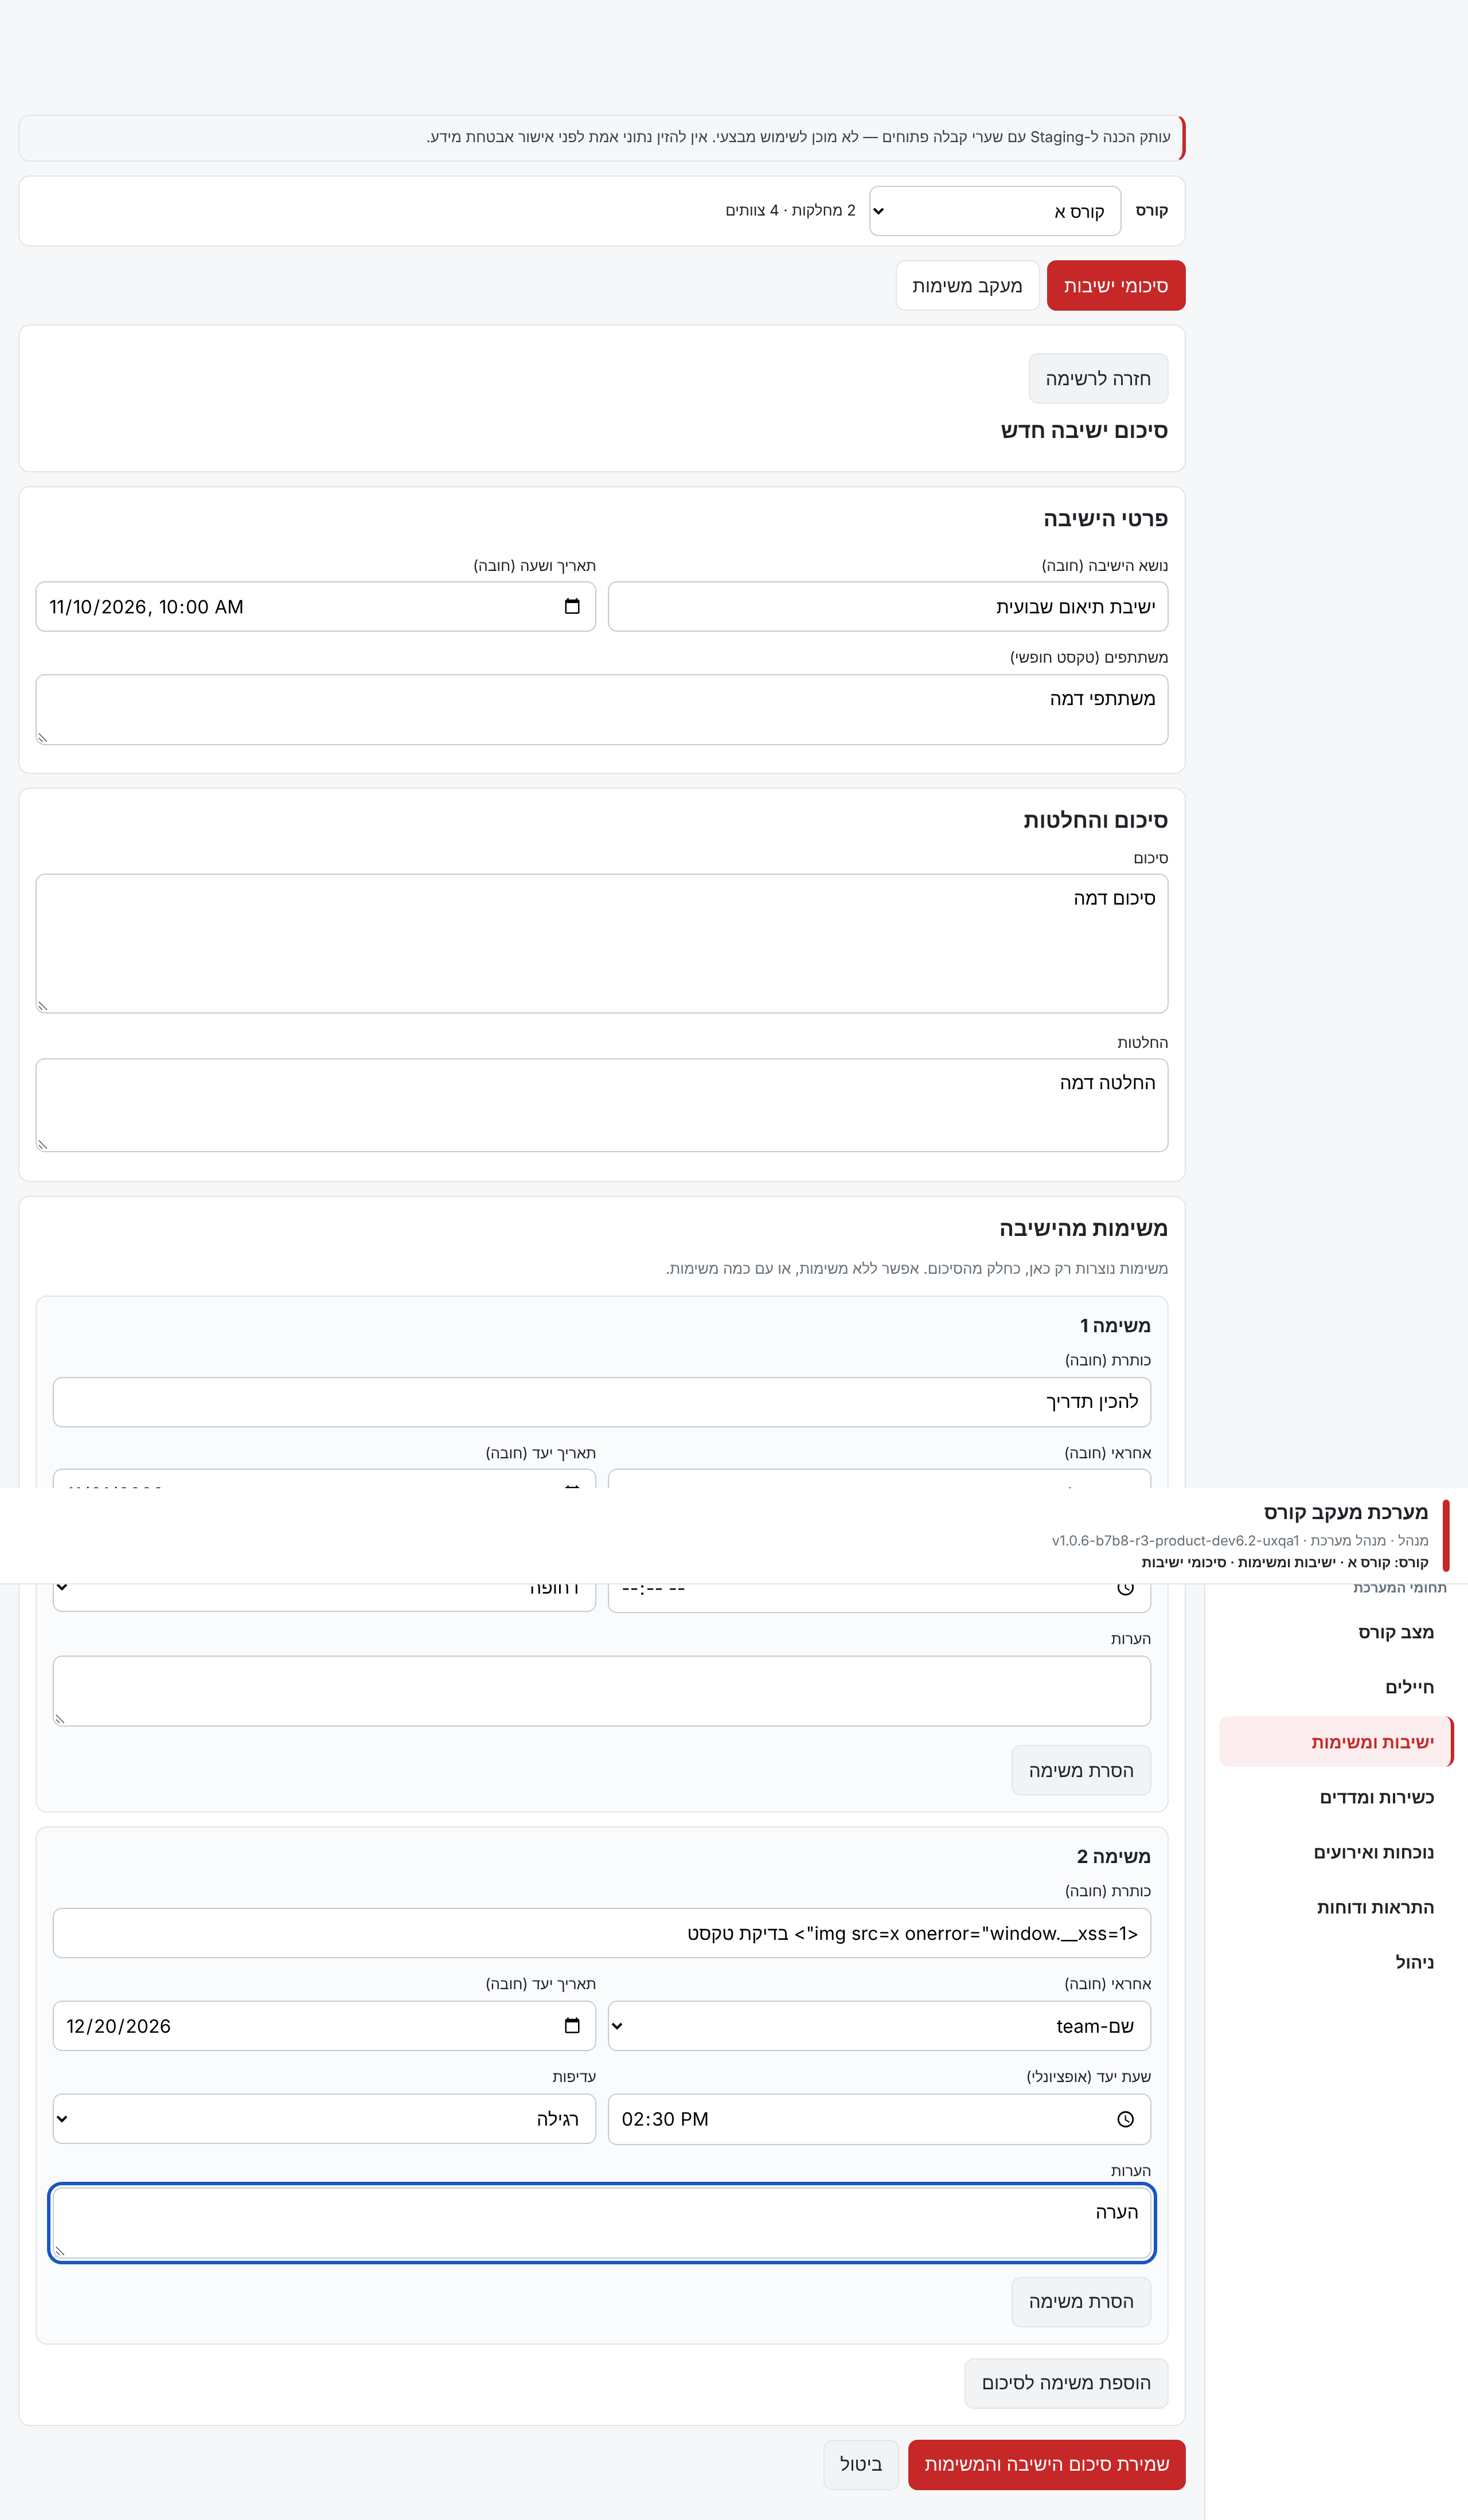 עותק הכנה ל-Staging עם שערי קבלה פתוחים — לא מוכן לשימוש מבצעי. אין להזין נתוני אמת לפני אישור אבטחת מידע.
קורס קורס א 2 מחלקות · 4 צוותים
סיכומי ישיבות מעקב משימות
חזרה לרשימה
סיכום ישיבה חדש
פרטי הישיבה
נושא הישיבה (חובה) תאריך ושעה (חובה)
ישיבת תיאום שבועית 11/10/2026, 10:00 AM
משתתפים (טקסט חופשי)
משתתפי דמה
סיכום והחלטות
סיכום
סיכום דמה
החלטות
החלטה דמה
משימות מהישיבה
משימות נוצרות רק כאן, כחלק מהסיכום. אפשר ללא משימות, או עם כמה משימות.
משימה 1
כותרת (חובה)
להכין תדריך
אחראי (חובה) תאריך יעד (חובה)
מערכת מעקב קורס
מנהל · מנהל מערכת · v1.0.6-b7b8-r3-product-dev6.2-uxqa1
קורס: קורס א · ישיבות ומשימות · סיכומי ישיבות
תחומי המערכת
--:-- -- דחופה
מצב קורס
חיילים
ישיבות ומשימות
כשירות ומדדים
נוכחות ואירועים
התראות ודוחות
ניהול
הערות
הסרת משימה
משימה 2
כותרת (חובה)
<img src=x onerror="window.__xss=1"> בדיקת טקסט
אחראי (חובה) תאריך יעד (חובה)
שם-team 12/20/2026
שעת יעד (אופציונלי) עדיפות
02:30 PM רגילה
הערות
הערה
הסרת משימה
הוספת משימה לסיכום
שמירת סיכום הישיבה והמשימות ביטול